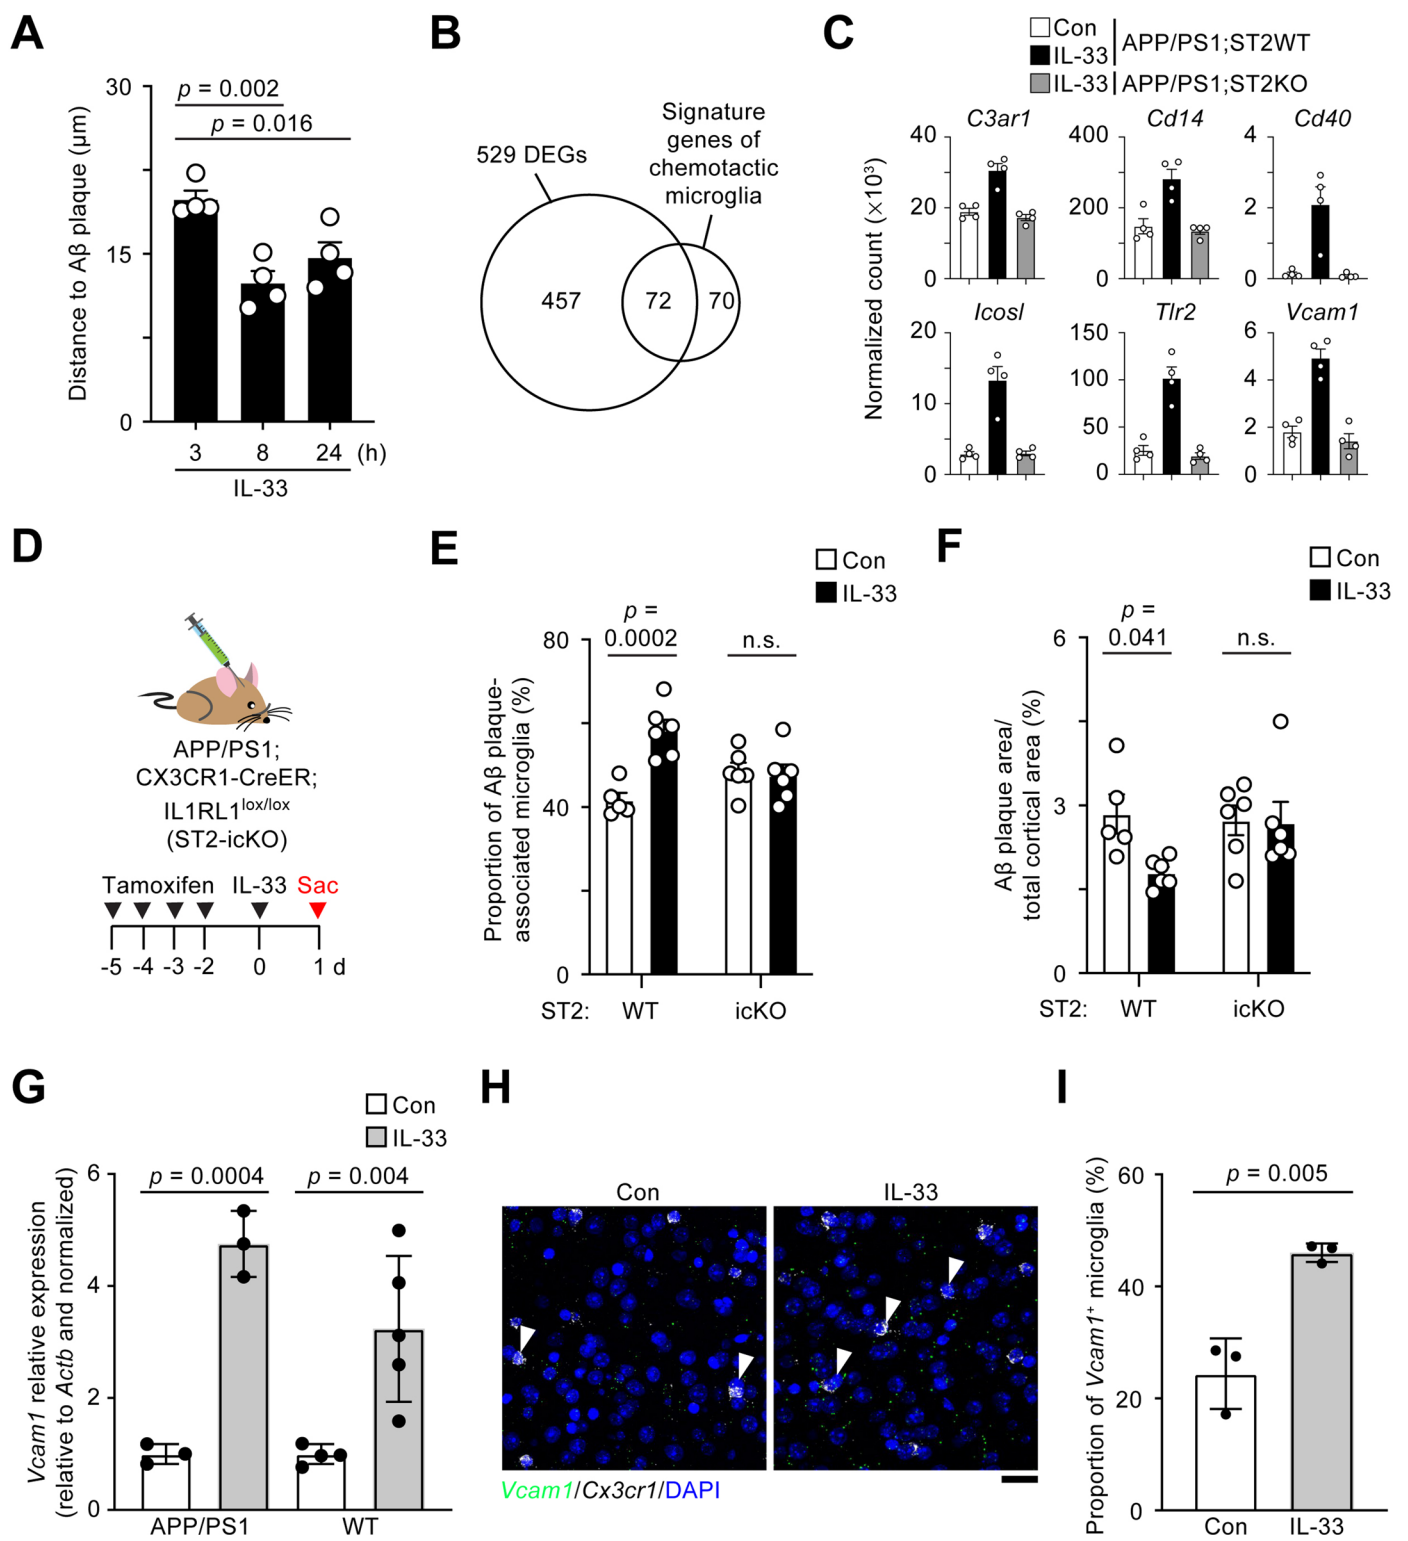 A
30
15
0
Distance to Aβ plaque (μm)
p = 0.002
p = 0.016
3 8 24 (h)
IL-33
B
529 DEGs
Signature
genes of
chemotactic
microglia
457 72 70
C
Con
IL-33
APP/PS1;ST2WT
IL-33
APP/PS1;ST2KO
Normalized count (×10³)
C3ar1
40
20
0
Cd14
400
200
0
Cd40
4
2
0
Icosl
20
10
0
Tlr2
150
100
50
0
Vcam1
6
4
2
0
D
APP/PS1;
CX3CR1-CreER;
IL1RL1lox/lox
(ST2-icKO)
Tamoxifen IL-33 Sac
-5 -4 -3 -2 0 1 d
E
Con
IL-33
p =
0.0002
n.s.
80
40
0
Proportion of Aβ plaque-
associated microglia (%)
ST2: WT icKO
F
Con
IL-33
p =
0.041
n.s.
6
3
0
Aβ plaque area/
total cortical area (%)
ST2: WT icKO
G
Con
IL-33
p = 0.0004
p = 0.004
6
4
2
0
Vcam1 relative expression
(relative to Actb and normalized)
APP/PS1 WT
H
Con
IL-33
Vcam1/Cx3cr1/DAPI
I
p = 0.005
60
40
20
0
Proportion of Vcam1+ microglia (%)
Con IL-33